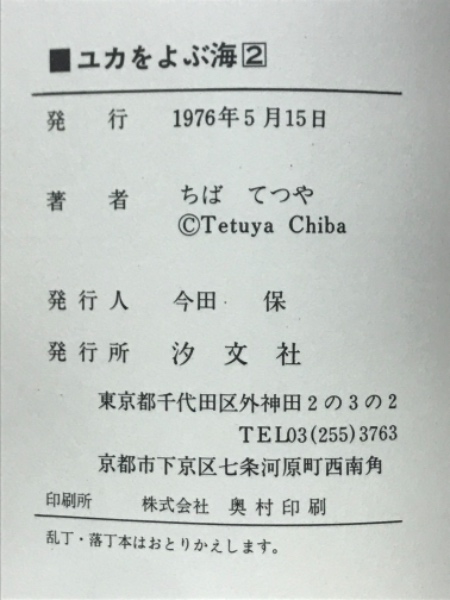 ■ユカをよぶ海2
発行 1976年5月15日
著者 ちば てつや
©Tetuya Chiba
発行人 今田 保
発行所 汐文社
東京都千代田区外神田2の3の2
TEL03(255)3763
京都市下京区七条河原町西南角
印刷所 株式会社 奥村印刷
乱丁・落丁本はおとりかえします。